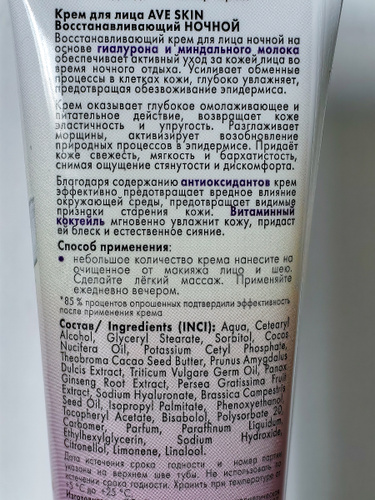 Крем для лица AVE SKIN
Восстанавливающий НОЧНОЙ
Восстанавливающий крем для лица ночной на
основе гиалурона и миндального молока
обеспечивает активный уход за кожей лица во
время ночного отдыха. Усиливает обменные
процессы в клетках кожи, глубоко увлажняет,
предотвращая обезвоживание эпидермиса.
Крем оказывает глубокое омолаживающее и
питательное действие, возвращает коже
эластичность и упругость. Разглаживает
морщины, активизирует возобновление
природных процессов в эпидермисе. Придаёт
коже свежесть, мягкость и бархатистость,
снимая ощущение стянутости и дискомфорта.
Благодаря содержанию антиоксидантов крем
эффективно предотвращает вредное влияние
окружающей среды, предотвращает видимые
признаки старения кожи. Витаминный
коктейль мгновенно увлажнит кожу, придаст
ей блеск и естественное сияние.
Способ применения:
• небольшое количество крема нанесите на
очищенное от макияжа лицо и шею.
Сделайте лёгкий массаж. Применяйте
ежедневно вечером.
*85 % процентов опрошенных подтвердили эффективность
после применения крема
Состав/ Ingredients (INCI): Aqua, Cetearyl
Alcohol, Glyceryl Stearate, Sorbitol, Cocos
Nucifera Oil, Potassium Cetyl Phosphate,
Theobroma Cacao Seed Butter, Prunus Amygdalus
Dulcis Extract, Triticum Vulgare Germ Oil, Panax
Ginseng Root Extract, Persea Gratissima Fruit
Extract, Sodium Hyaluronate, Brassica Campestris
Seed Oil, Isopropyl Palmitate, Phenoxyethanol,
Tocopheryl Acetate, Bisabolol, Polysorbate 20,
Carbomer, Parfum, Paraffinum Liquidum,
Ethylhexylglycerin, Sodium Hydroxide,
Citronellol, Limonene, Linalool.
Дата истечения срока годности и номер партии
указаны на верхнем шве тубы. Не использовать по
истечении срока годности. Хранить при температуре от
+5 °C до +25 °C